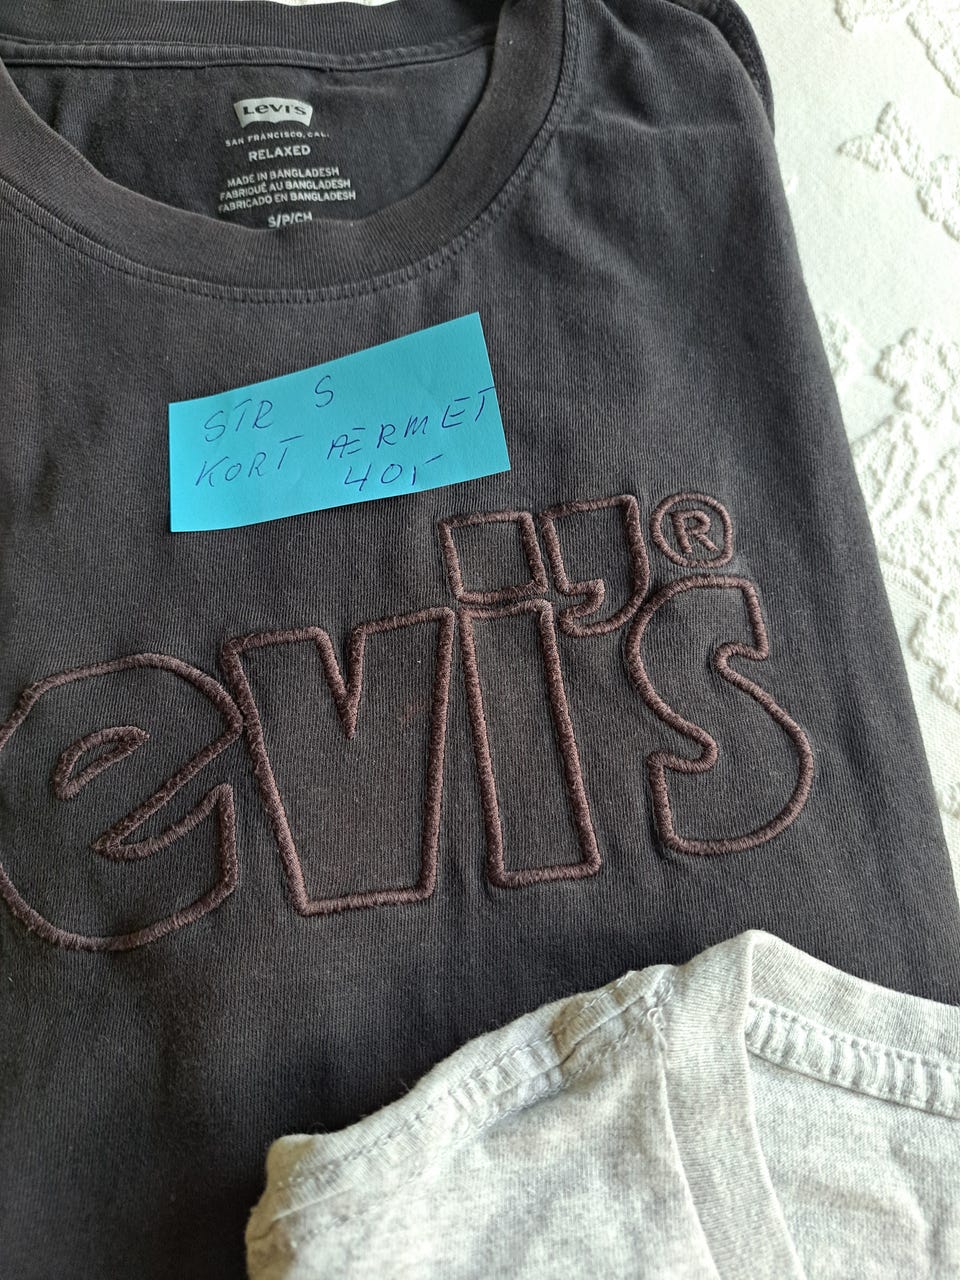 Levi's
SAN FRANCISCO, CAL.
RELAXED
MADE IN BANGLADESH
FABRIQUÉ AU BANGLADESH
FABRICADO EN BANGLADESH
S/P/CH
STR S
KORT ÆRMET
40,-
evi's®